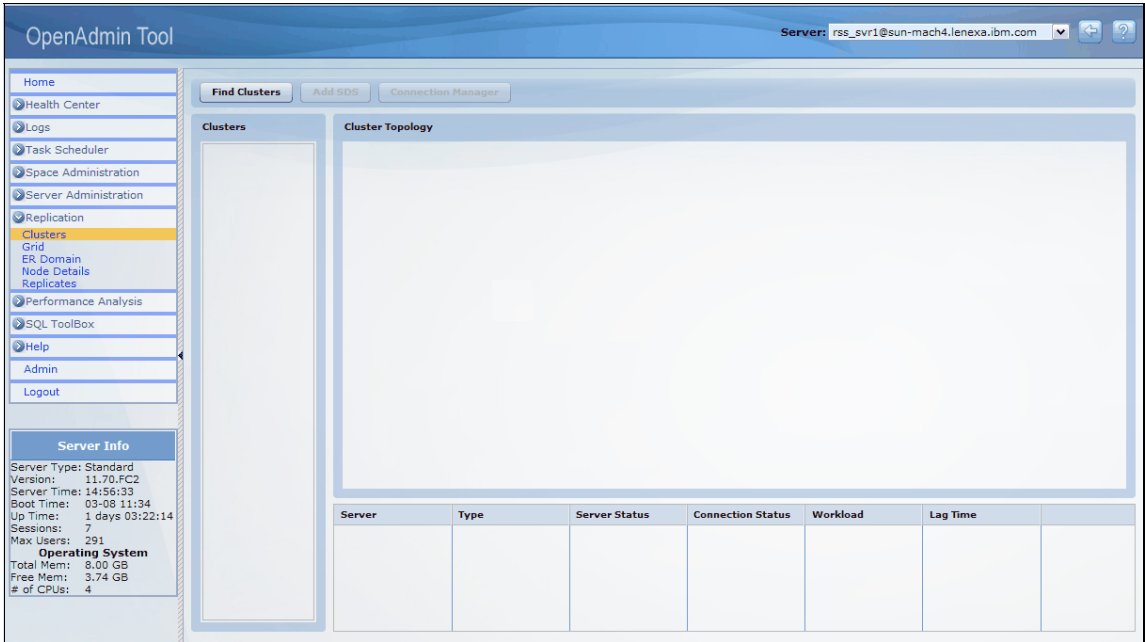 OpenAdmin Tool
Server: rss_svr1@sun-mach4.lenexa.ibm.com
Home
Health Center
Logs
Task Scheduler
Space Administration
Server Administration
Replication
Clusters
Grid
ER Domain
Node Details
Replicates
Performance Analysis
SQL ToolBox
Help
Admin
Logout
Server Info
Server Type: Standard
Version: 11.70.FC2
Server Time: 14:56:33
Boot Time: 03-08 11:34
Up Time: 1 days 03:22:14
Sessions: 7
Max Users: 291
Operating System
Total Mem: 8.00 GB
Free Mem: 3.74 GB
# of CPUs: 4
Find Clusters Add SDS Connection Manager
Clusters
Cluster Topology
Server Type Server Status Connection Status Workload Lag Time